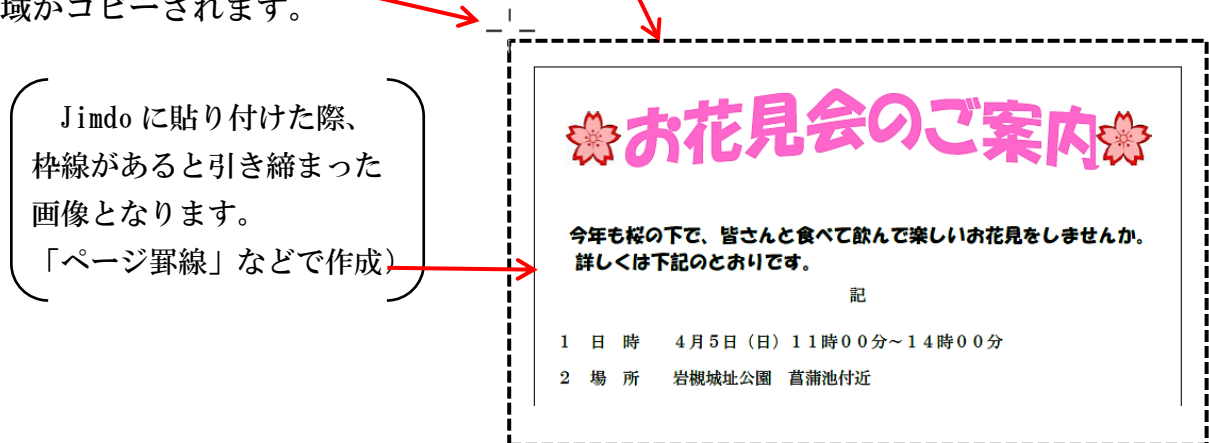 域がコピーされます。
Jimdo に貼り付けた際、
枠線があると引き締まった
画像となります。
「ページ罫線」などで作成）
お花見会のご案内
今年も桜の下で、皆さんと食べて飲んで楽しいお花見をしませんか。
詳しくは下記のとおりです。
記
１　日　時　　４月５日（日）１１時００分～１４時００分
２　場　所　　岩槻城址公園　菖蒲池付近